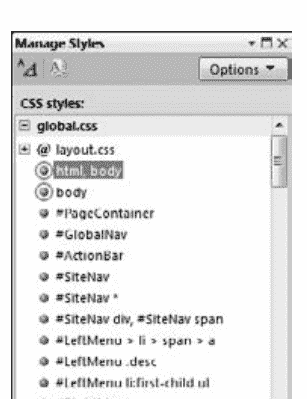 Manage Styles
Options
CSS styles:
global.css
@ layout.css
html, body
body
#PageContainer
#GlobalNav
#ActionBar
#SiteNav
#SiteNav *
#SiteNav div, #SiteNav span
#LeftMenu > li > span > a
#LeftMenu .desc
#LeftMenu li:first-child ul